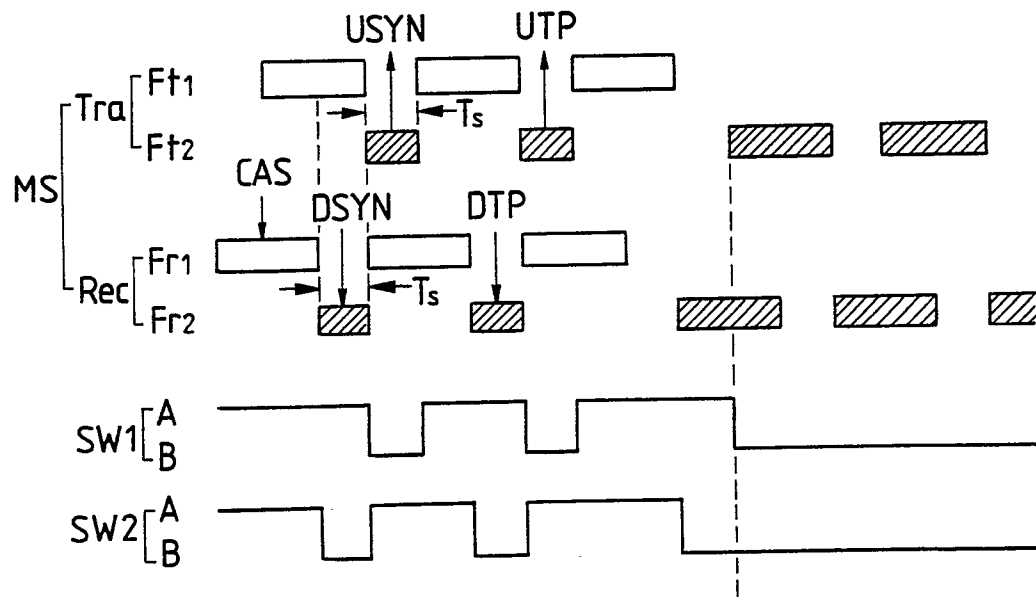 USYN UTP
Ft1
Tra
Ts
Ft2
MS
CAS
DSYN DTP
Fr1
Rec
Ts
Fr2
A
SW1
B
A
SW2
B